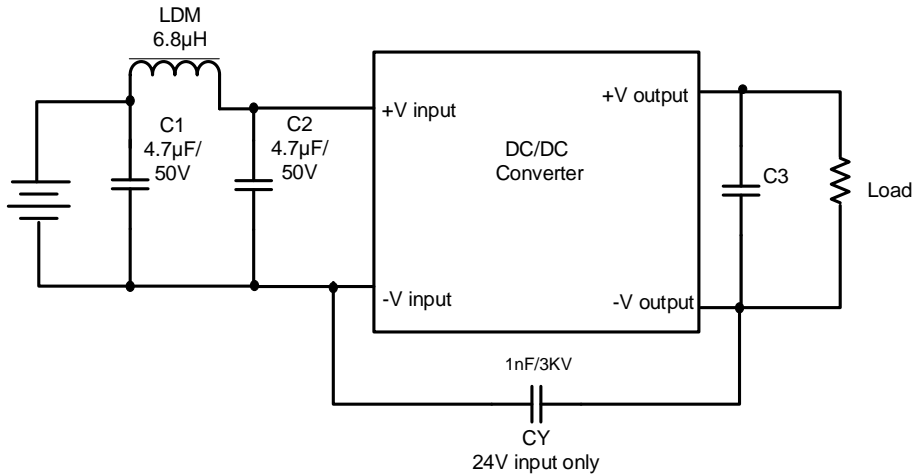 LDM
6.8µH
C1
4.7µF/
50V
C2
4.7µF/
50V
+V input
-V input
DC/DC
Converter
+V output
-V output
C3
Load
1nF/3KV
CY
24V input only